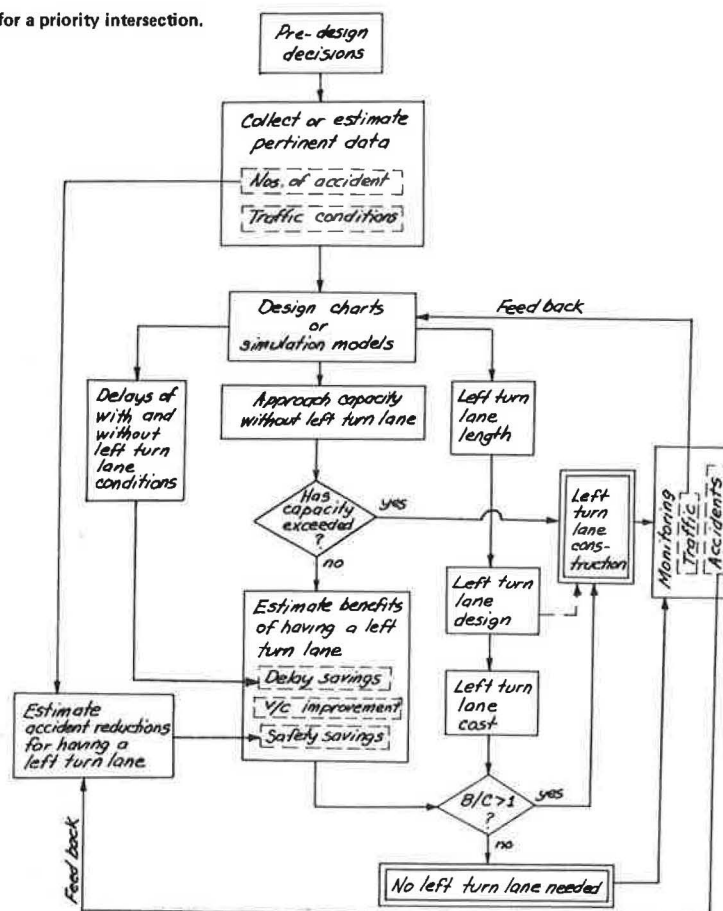 for a priority intersection.
Pre-design
decisions
Collect or estimate
pertinent data
Nos. of accident
Traffic conditions
Design charts
or
simulation models
Feed back
Delays of
with and
without
left turn
lane
conditions
Approach capacity
without left turn lane
Left turn
lane
length
Has
capacity
exceeded
?
yes
no
Left
turn
lane
cons-
truction
Monitoring
Traffic
Accidents
Estimate benefits
of having a left
turn lane
Delay savings
v/c improvement
Safety savings
Left turn
lane
design
Left turn
lane
cost
Estimate
accident reductions
for having a
left turn lane
B/C>1
?
yes
no
No left turn lane needed
Feed back